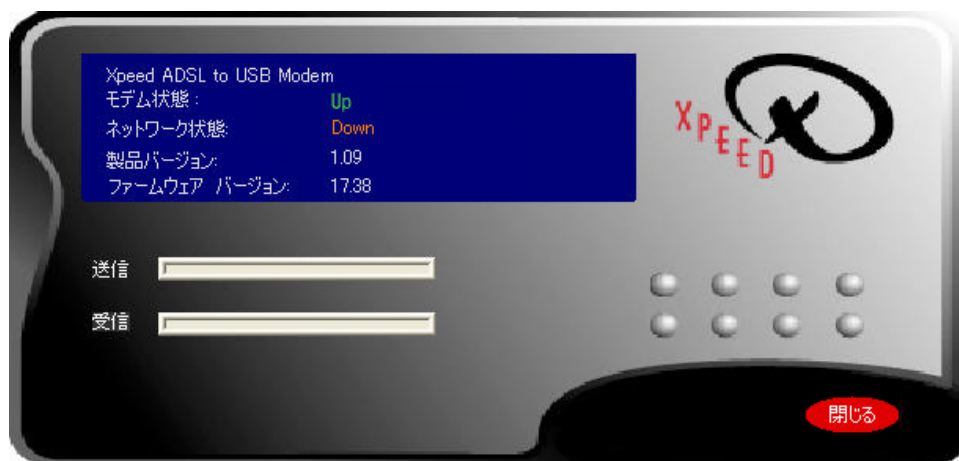 Xpeed ADSL to USB Modem
モデム状態 : Up
ネットワーク状態: Down
製品バージョン: 1.09
ファームウェア バージョン: 17.38
XPEED
送信
受信
閉じる